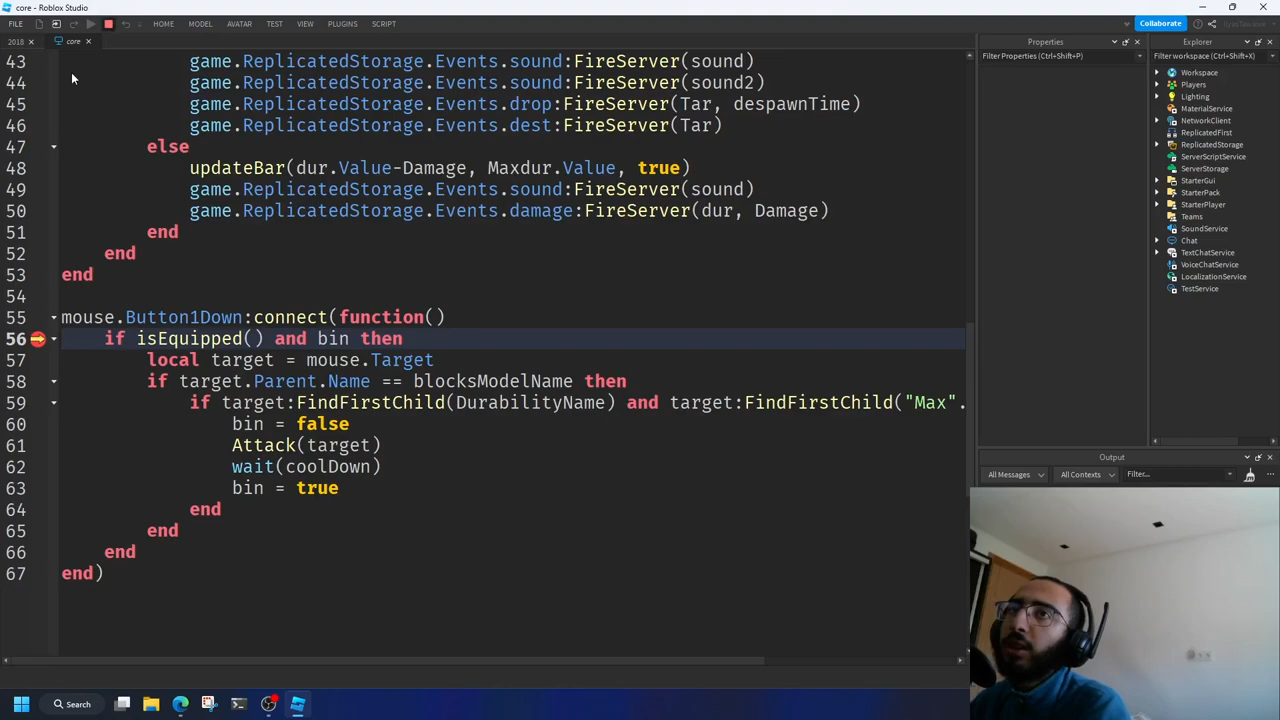 core - Roblox Studio
FILE HOME MODEL AVATAR TEST VIEW PLUGINS SCRIPT Collaborate
2018 core
43 game.ReplicatedStorage.Events.sound:FireServer(sound)
44 game.ReplicatedStorage.Events.sound:FireServer(sound2)
45 game.ReplicatedStorage.Events.drop:FireServer(Tar, despawnTime)
46 game.ReplicatedStorage.Events.dest:FireServer(Tar)
47 else
48 updateBar(dur.Value-Damage, Maxdur.Value, true)
49 game.ReplicatedStorage.Events.sound:FireServer(sound)
50 game.ReplicatedStorage.Events.damage:FireServer(dur, Damage)
51 end
52 end
53 end
54
55 mouse.Button1Down:connect(function()
56 if isEquipped() and bin then
57 local target = mouse.Target
58 if target.Parent.Name == blocksModelName then
59 if target:FindFirstChild(DurabilityName) and target:FindFirstChild("Max".
60 bin = false
61 Attack(target)
62 wait(coolDown)
63 bin = true
64 end
65 end
66 end
67 end)
Properties
Filter Properties (Ctrl+Shift+P)
Explorer
Filter workspace (Ctrl+Shift+X)
Workspace
Players
Lighting
MaterialService
NetworkClient
ReplicatedFirst
ReplicatedStorage
ServerScriptService
ServerStorage
StarterGui
StarterPack
StarterPlayer
Teams
SoundService
Chat
TextChatService
VoiceChatService
LocalizationService
TestService
Output
All Messages All Contexts Filter...
Search